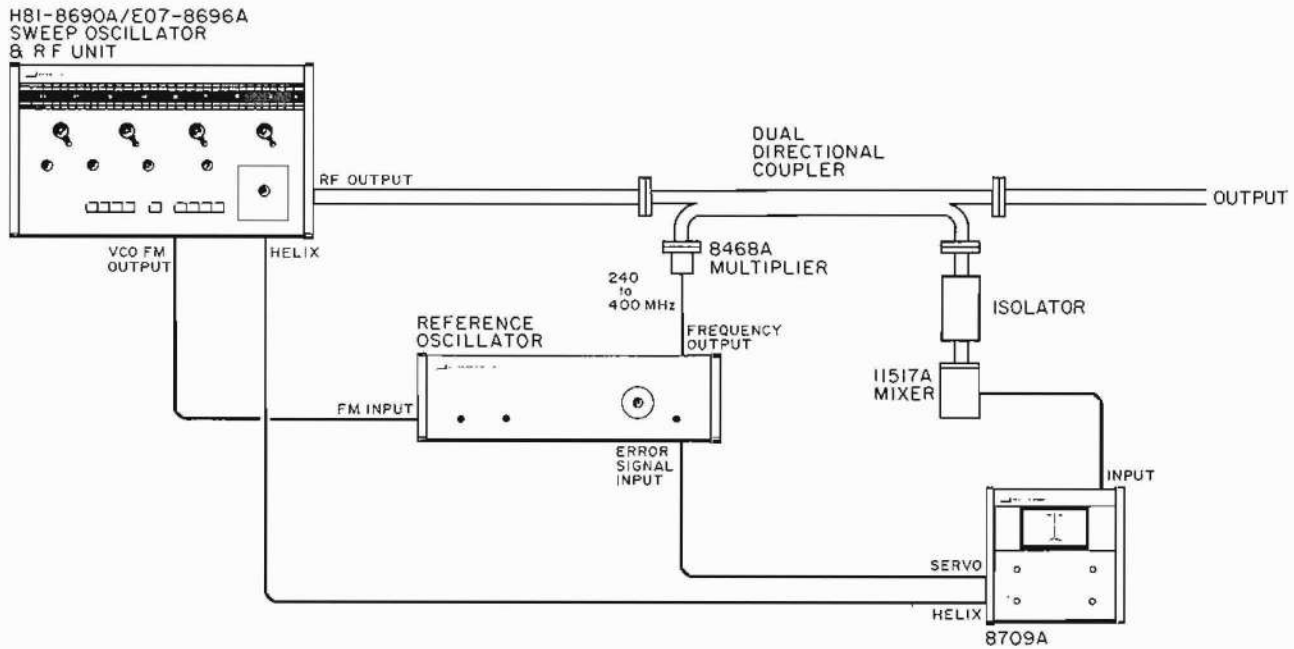 H81-8690A/E07-8696A
SWEEP OSCILLATOR
& RF UNIT
RF OUTPUT
VCO FM
OUTPUT
HELIX
DUAL
DIRECTIONAL
COUPLER
OUTPUT
8468A
MULTIPLIER
240
to
400 MHz
FREQUENCY
OUTPUT
ISOLATOR
REFERENCE
OSCILLATOR
11517A
MIXER
FM INPUT
ERROR
SIGNAL
INPUT
INPUT
SERVO
HELIX
8709A